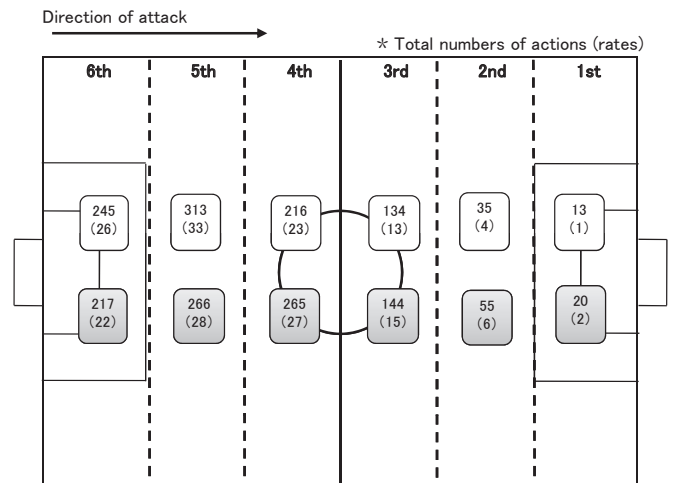 Direction of attack
* Total numbers of actions (rates)
6th 5th 4th 3rd 2nd 1st
245 313 216 134 35 13
(26) (33) (23) (13) (4) (1)
217 266 265 144 55 20
(22) (28) (27) (15) (6) (2)